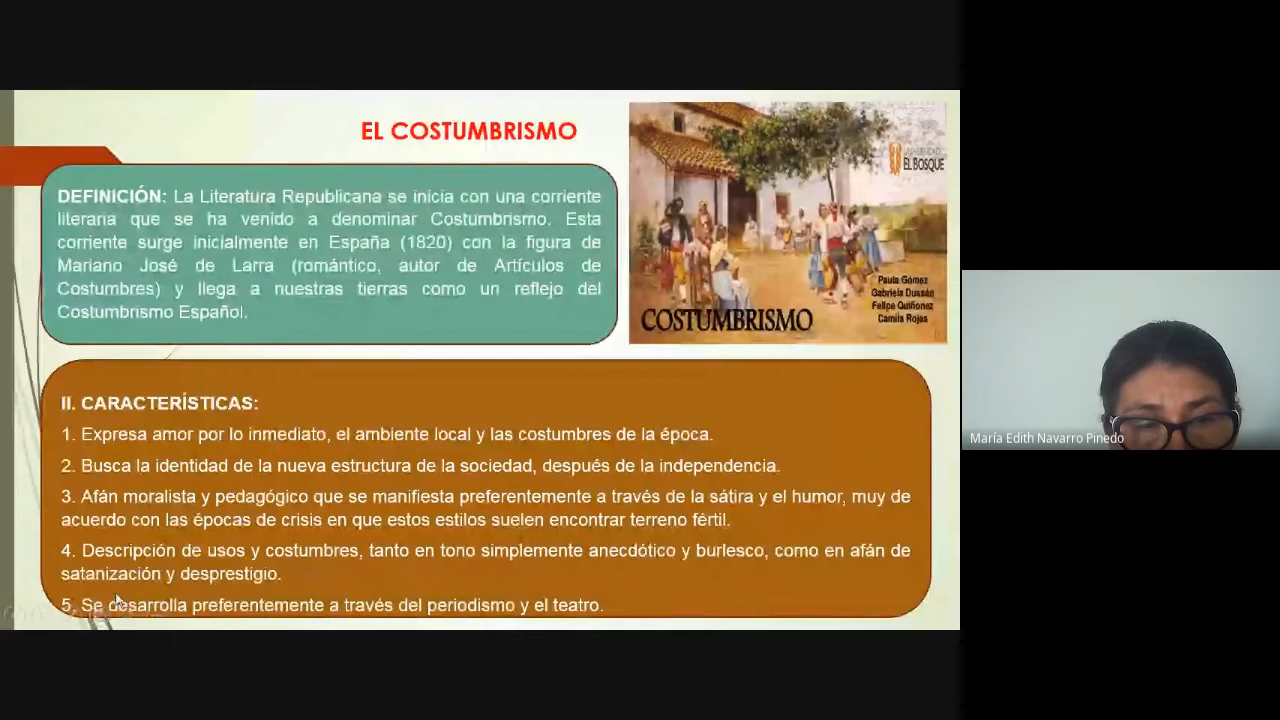 EL COSTUMBRISMO
DEFINICIÓN: La Literatura Republicana se inicia con una corriente
literaria que se ha venido a denominar Costumbrismo. Esta
corriente surge inicialmente en España (1820) con la figura de
Mariano José de Larra (romántico, autor de Artículos de
Costumbres) y llega a nuestras tierras como un reflejo del
Costumbrismo Español.
EL BOSQUE
Paula Gómez
Gabriela Dussán
Felipe Quiñonez
Camila Rojas
COSTUMBRISMO
II. CARACTERÍSTICAS:
1. Expresa amor por lo inmediato, el ambiente local y las costumbres de la época.
2. Busca la identidad de la nueva estructura de la sociedad, después de la independencia.
3. Afán moralista y pedagógico que se manifiesta preferentemente a través de la sátira y el humor, muy de
acuerdo con las épocas de crisis en que estos estilos suelen encontrar terreno fértil.
4. Descripción de usos y costumbres, tanto en tono simplemente anecdótico y burlesco, como en afán de
satanización y desprestigio.
5. Se desarrolla preferentemente a través del periodismo y el teatro.
María Edith Navarro Pinedo